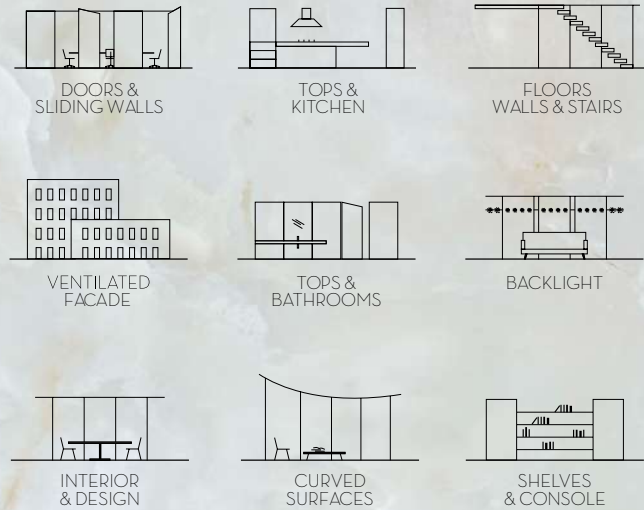 DOORS &
SLIDING WALLS
TOPS &
KITCHEN
FLOORS
WALLS & STAIRS
VENTILATED
FACADE
TOPS &
BATHROOMS
BACKLIGHT
INTERIOR
& DESIGN
CURVED
SURFACES
SHELVES
& CONSOLE